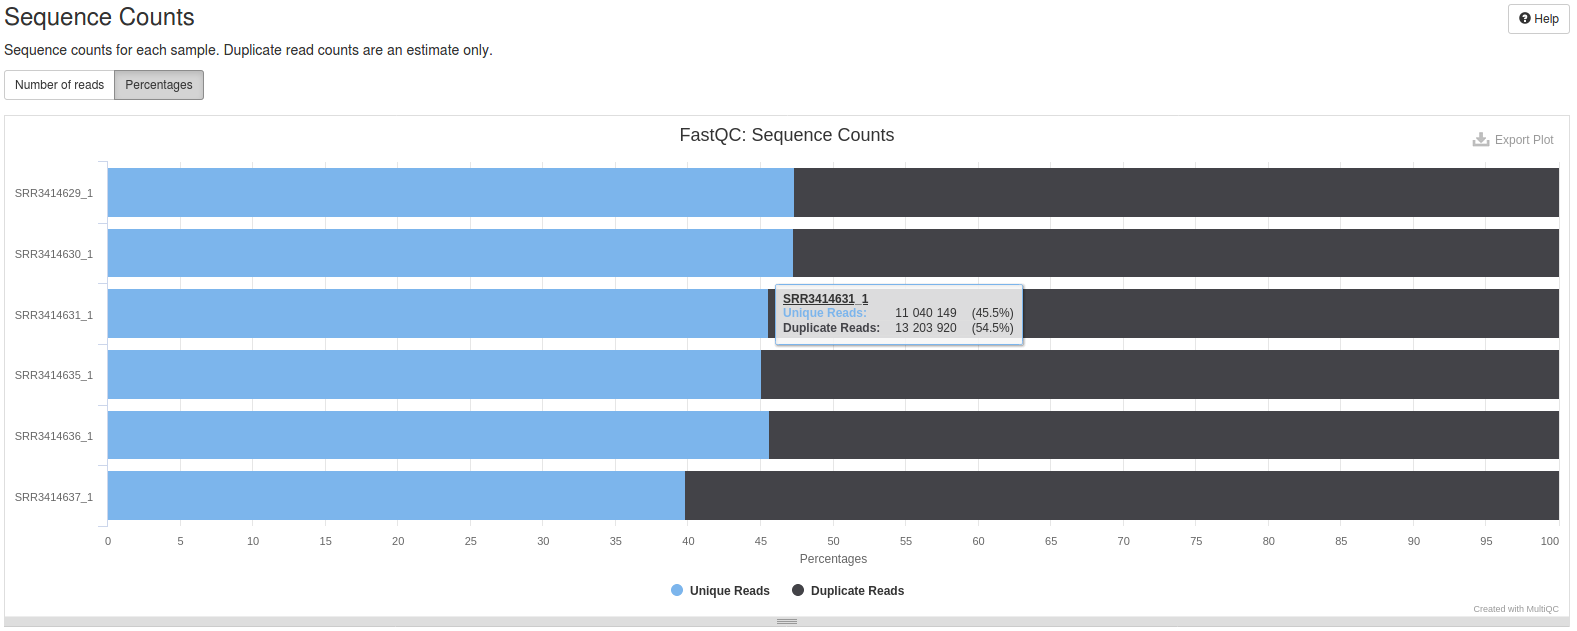 Sequence Counts
Help
Sequence counts for each sample. Duplicate read counts are an estimate only.
Number of reads Percentages
FastQC: Sequence Counts
Export Plot
SRR3414629_1
SRR3414630_1
SRR3414631_1
SRR3414631_1
Unique Reads: 11 040 149 (45.5%)
Duplicate Reads: 13 203 920 (54.5%)
SRR3414635_1
SRR3414636_1
SRR3414637_1
0 5 10 15 20 25 30 35 40 45 50 55 60 65 70 75 80 85 90 95 100
Percentages
Unique Reads Duplicate Reads
Created with MultiQC